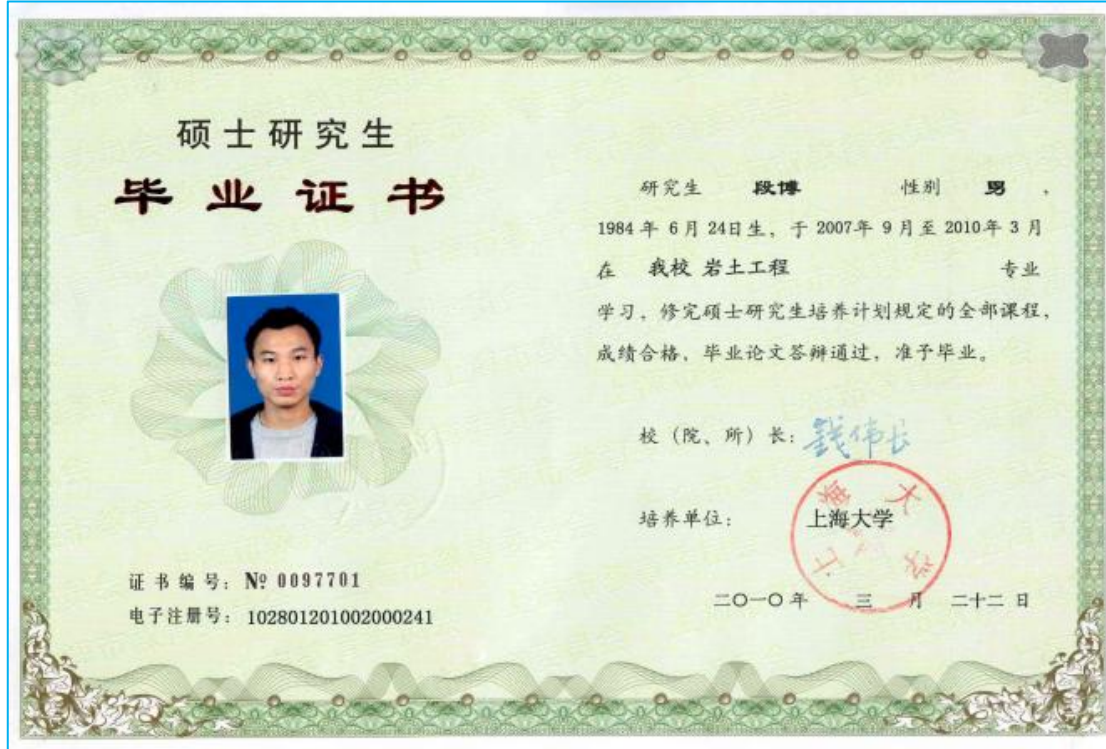 硕士研究生
毕业证书
证书编号：№ 0097701
电子注册号：102801201002000241
研究生 段博 性别 男 ，
1984年 6月 24日生，于 2007年 9月至 2010年 3月
在 我校 岩土工程 专业
学习，修完硕士研究生培养计划规定的全部课程，
成绩合格，毕业论文答辩通过，准予毕业。
校（院、所）长：钱伟长
培养单位： 上海大学
上海大学
二〇一〇年 三 月 二十二 日